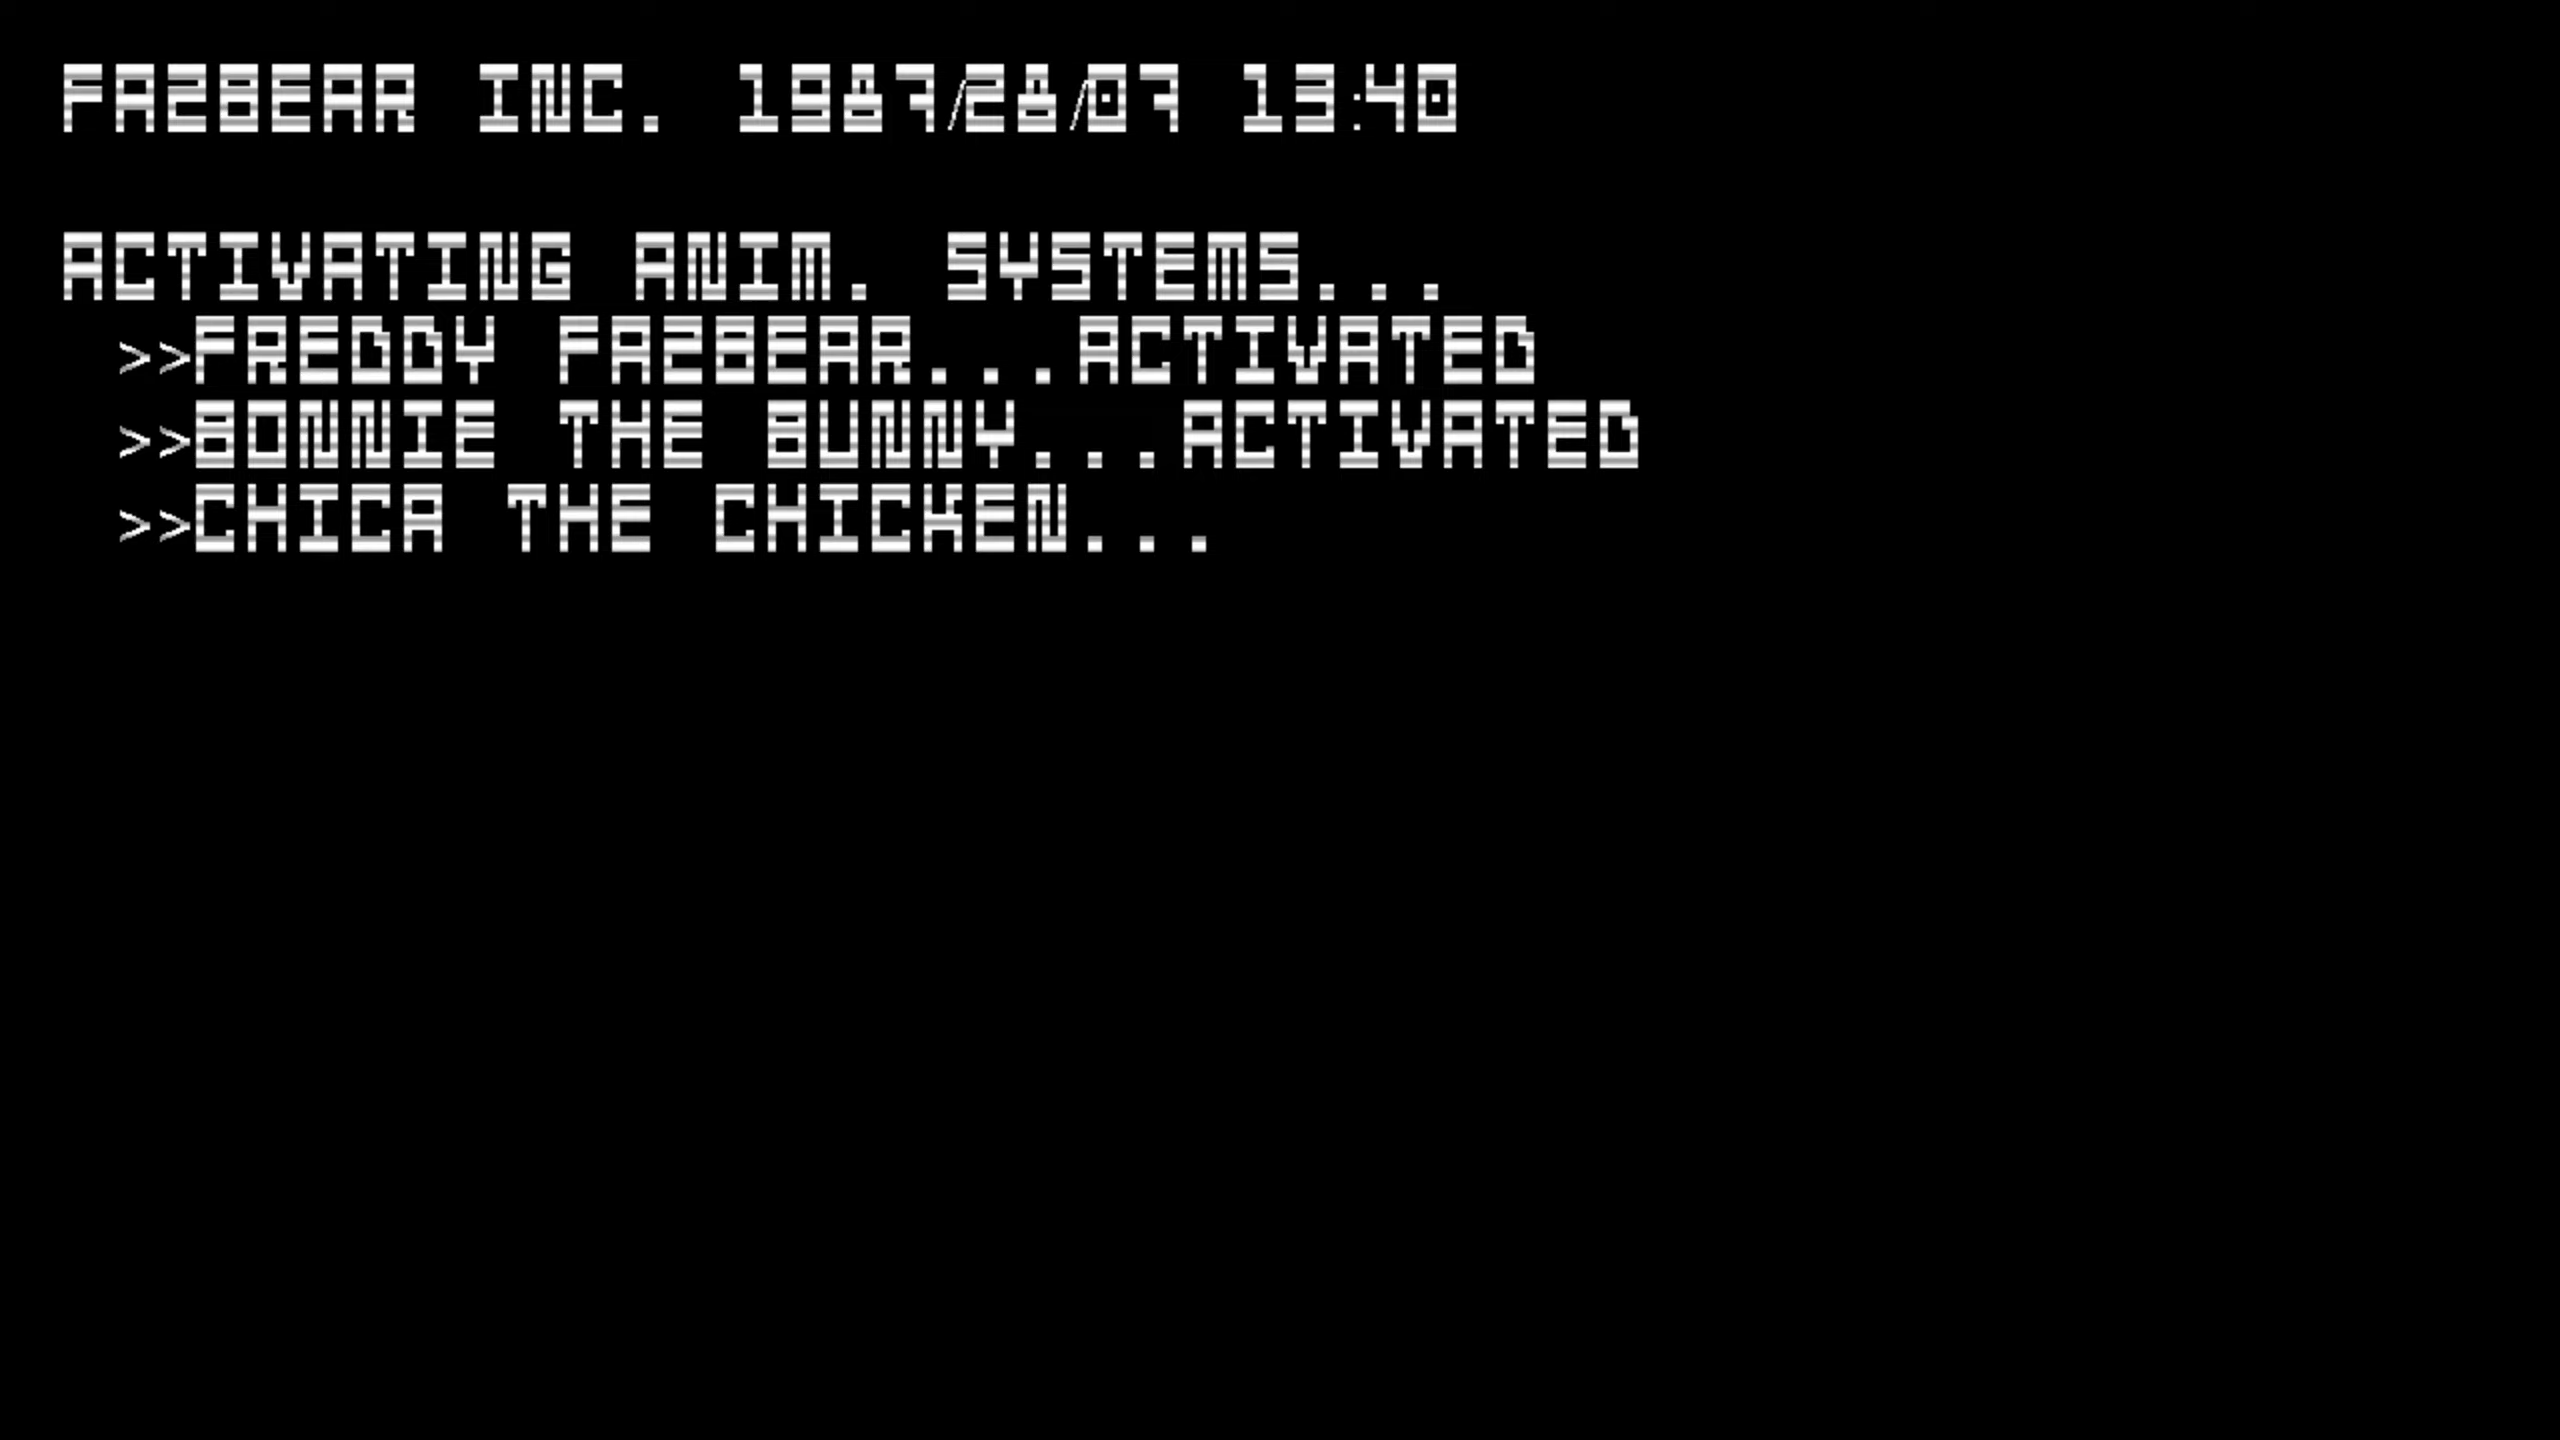 FAZBEAR INC. 1987/28/07 13:40
ACTIVATING ANIM. SYSTEMS...
>>FREDDY FAZBEAR...ACTIVATED
>>BONNIE THE BUNNY...ACTIVATED
>>CHICA THE CHICKEN...